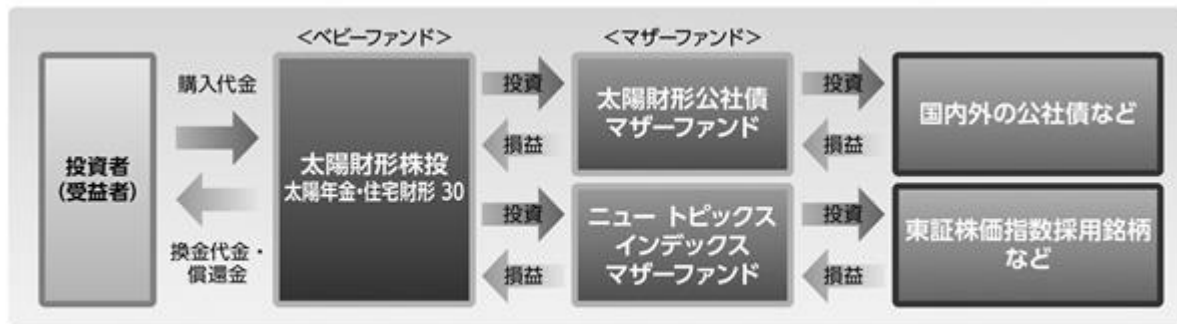 <ベビーファンド>
<マザーファンド>
投資者
(受益者)
購入代金
換金代金・
償還金
太陽財形株投
太陽年金・住宅財形 30
投資
損益
投資
損益
太陽財形公社債
マザーファンド
ニュー トピックス
インデックス
マザーファンド
投資
損益
投資
損益
国内外の公社債など
東証株価指数採用銘柄
など